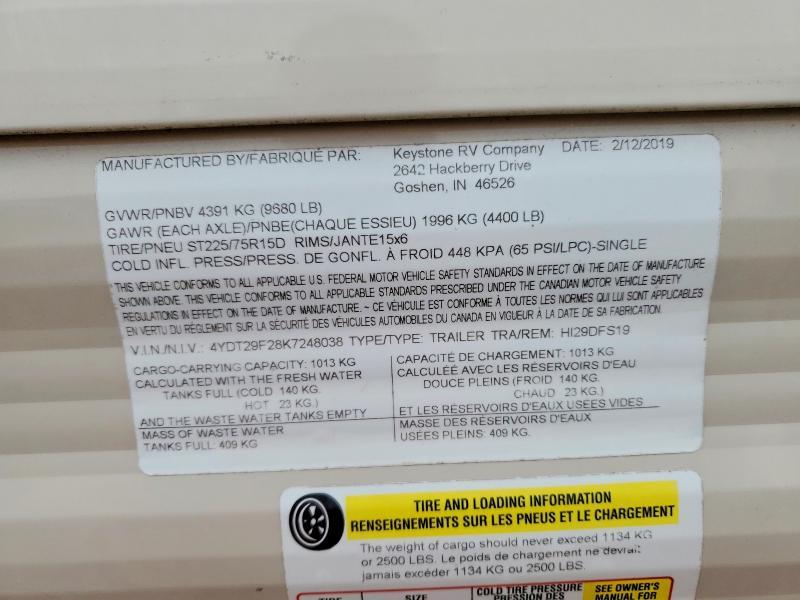 MANUFACTURED BY/FABRIQUÉ PAR: Keystone RV Company DATE: 2/12/2019
2642 Hackberry Drive
Goshen, IN 46526
GVWR/PNBV 4391 KG (9680 LB)
GAWR (EACH AXLE)/PNBE(CHAQUE ESSIEU) 1996 KG (4400 LB)
TIRE/PNEU ST225/75R15D RIMS/JANTE15x6
COLD INFL. PRESS/PRESS. DE GONFL. À FROID 448 KPA (65 PSI/LPC)-SINGLE
"THIS VEHICLE CONFORMS TO ALL APPLICABLE U.S. FEDERAL MOTOR VEHICLE SAFETY STANDARDS IN EFFECT ON THE DATE OF MANUFACTURE
SHOWN ABOVE. THIS VEHICLE CONFORMS TO ALL APPLICABLE STANDARDS PRESCRIBED UNDER THE CANADIAN MOTOR VEHICLE SAFETY
REGULATIONS IN EFFECT ON THE DATE OF MANUFACTURE. ~ CE VÉHICULE EST CONFORME À TOUTES LES NORMES QUI LUI SONT APPLICABLES
EN VERTU DU RÈGLEMENT SUR LA SÉCURITÉ DES VÉHICULES AUTOMOBILES DU CANADA EN VIGUEUR À LA DATE DE SA FABRICATION.
V.I.N./N.I.V.: 4YDT29F28K7248038 TYPE/TYPE: TRAILER TRA/REM: HI29DFS19
CARGO-CARRYING CAPACITY: 1013 KG
CALCULATED WITH THE FRESH WATER
TANKS FULL (COLD 140 KG.
HOT 23 KG.)
AND THE WASTE WATER TANKS EMPTY
MASS OF WASTE WATER
TANKS FULL: 409 KG
CAPACITÉ DE CHARGEMENT: 1013 KG
CALCULÉE AVEC LES RÉSERVOIRS D'EAU
DOUCE PLEINS (FROID 140 KG.
CHAUD 23 KG.)
ET LES RÉSERVOIRS D'EAUX USÉES VIDES
MASSE DES RÉSERVOIRS D'EAUX
USÉES PLEINS: 409 KG.
TIRE AND LOADING INFORMATION
RENSEIGNEMENTS SUR LES PNEUS ET LE CHARGEMENT
The weight of cargo should never exceed 1134 KG
or 2500 LBS. Le poids de chargement ne devrait
jamais excéder 1134 KG ou 2500 LBS.
TIRE SIZE COLD TIRE PRESSURE SEE OWNER'S
PRESSION DES MANUAL FOR